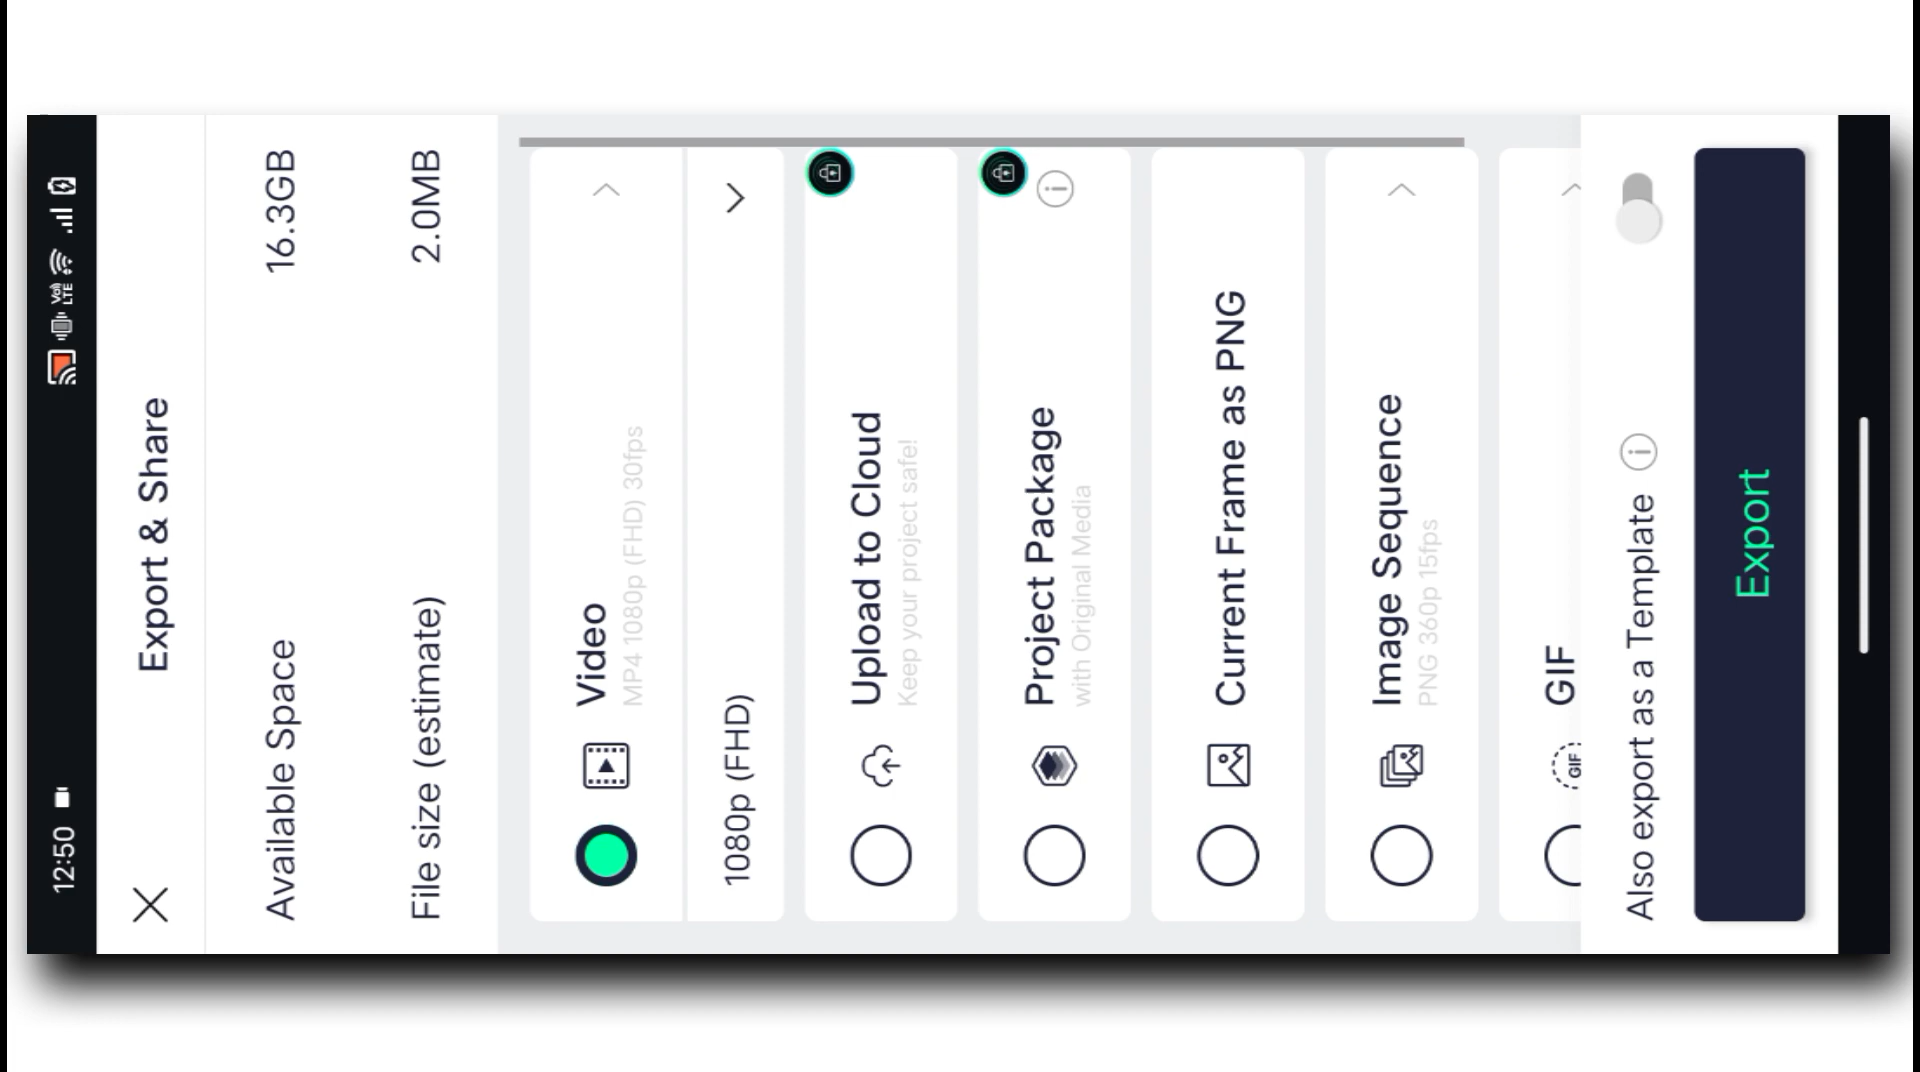 12:50
Vo))
LTE
Export & Share
Available Space 16.3GB
File size (estimate) 2.0MB
Video
MP4 1080p (FHD) 30fps
1080p (FHD)
Upload to Cloud
Keep your project safe!
Project Package
with Original Media
Current Frame as PNG
Image Sequence
PNG 360p 15fps
GIF
GIF
Also export as a Template
Export